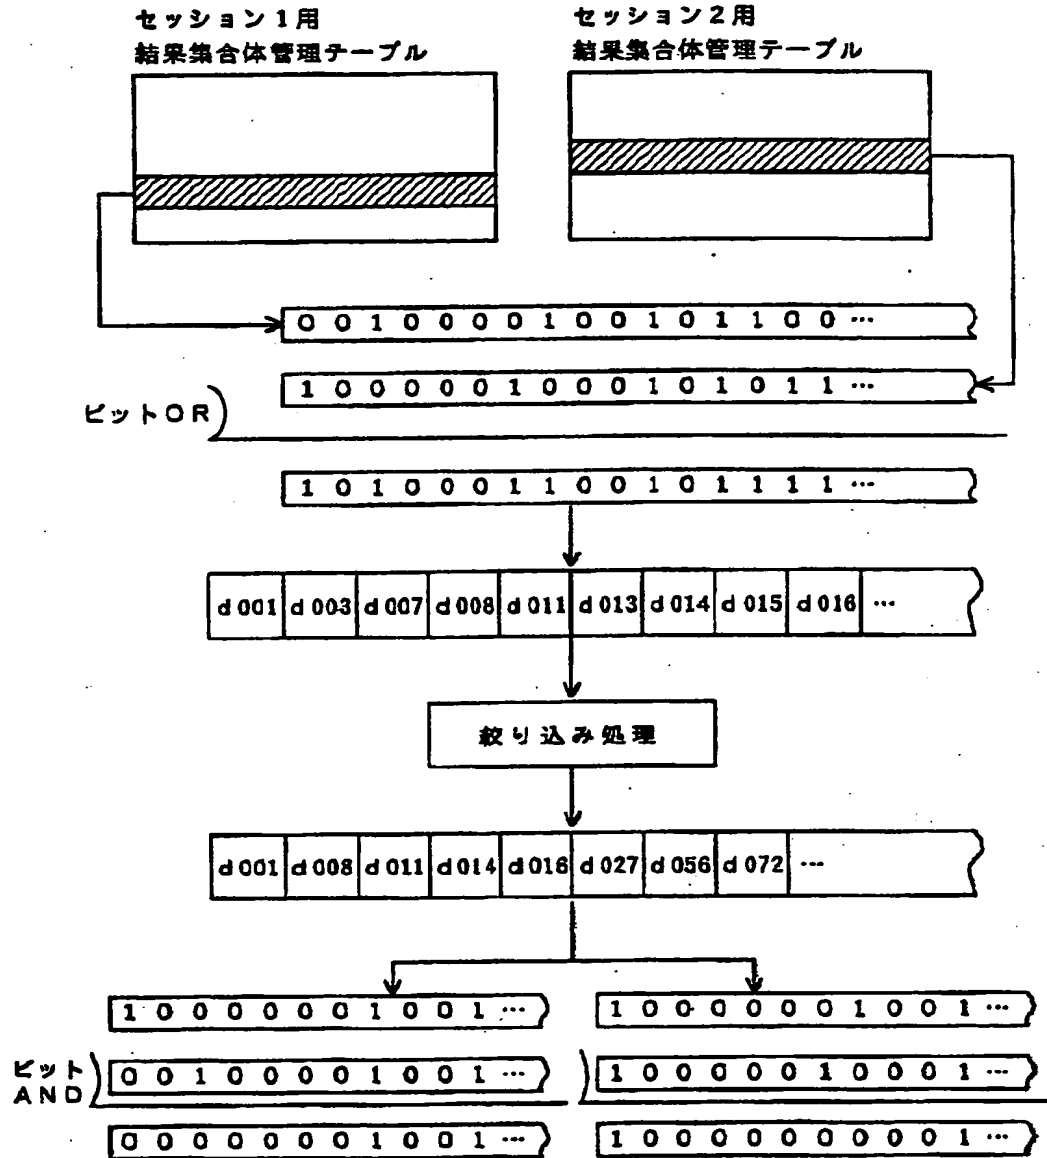 セッション1用
結果集合体管理テーブル
セッション2用
結果集合体管理テーブル
0 0 1 0 0 0 0 1 0 0 1 0 1 1 0 0 …
1 0 0 0 0 0 1 0 0 0 1 0 1 0 1 1 …
ビットOR
1 0 1 0 0 0 1 1 0 0 1 0 1 1 1 1 …
d001 d003 d007 d008 d011 d013 d014 d015 d016 …
絞り込み処理
d001 d008 d011 d014 d016 d027 d056 d072 …
1 0 0 0 0 0 0 1 0 0 1 …
1 0 0 0 0 0 0 1 0 0 1 …
ビット
AND
0 0 1 0 0 0 0 1 0 0 1 …
1 0 0 0 0 0 1 0 0 0 1 …
0 0 0 0 0 0 0 1 0 0 1 …
1 0 0 0 0 0 0 0 0 0 1 …